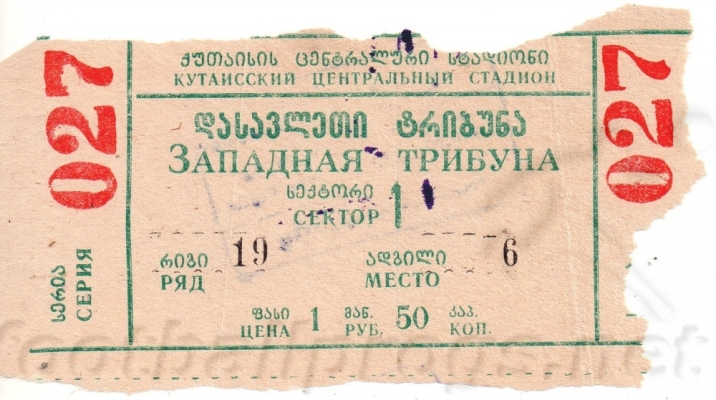 ქუთაისის ცენტრალური სტადიონი
КУТАИССКИЙ ЦЕНТРАЛЬНЫЙ СТАДИОН
დასავლეთი ტრიბუნა
ЗАПАДНАЯ ТРИБУНА
სექტორი
СЕКТОР 1
რიგი 19 ადგილი 6
РЯД МЕСТО
ფასი მან. კაპ.
ЦЕНА 1 РУБ, 50 КОП.
027
სერია
СЕРИЯ
027